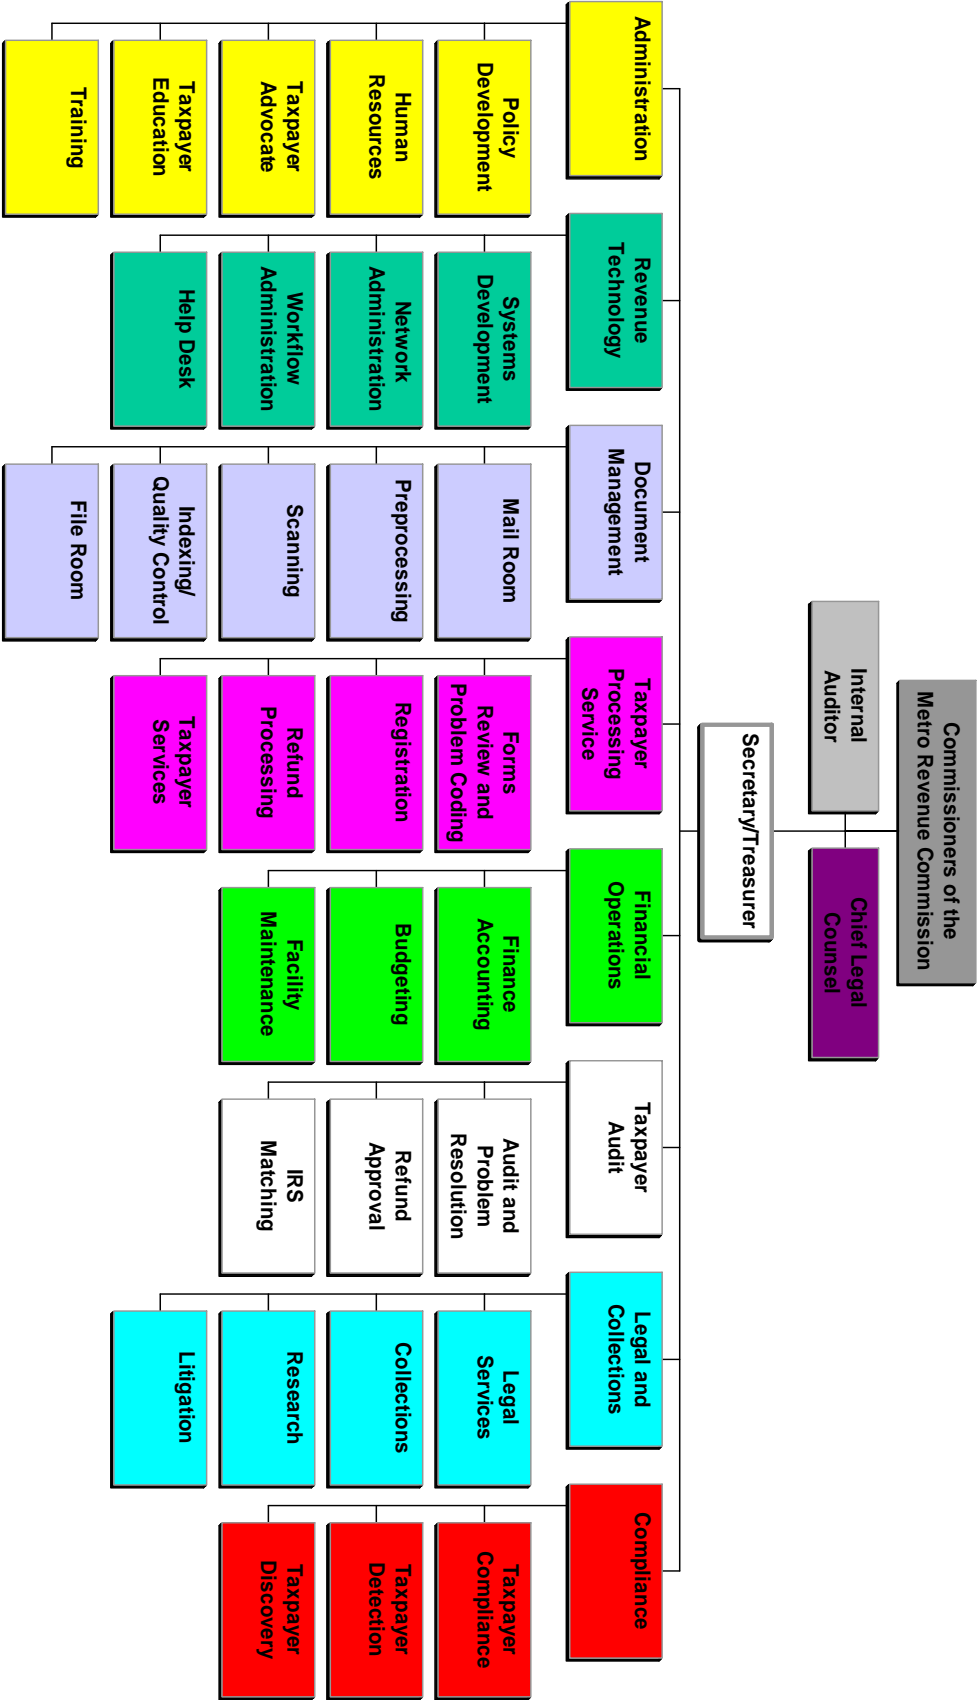 Commissioners of the
Metro Revenue Commission
Internal
Auditor
Chief Legal
Counsel
Secretary/Treasurer
Administration
Policy
Development
Human
Resources
Taxpayer
Advocate
Taxpayer
Education
Training
Revenue
Technology
Systems
Development
Network
Administration
Workflow
Administration
Help Desk
Document
Management
Mail Room
Preprocessing
Scanning
Indexing/
Quality Control
File Room
Taxpayer
Processing
Service
Forms
Review and
Problem Coding
Registration
Refund
Processing
Taxpayer
Services
Financial
Operations
Finance
Accounting
Budgeting
Facility
Maintenance
Taxpayer
Audit
Audit and
Problem
Resolution
Refund
Approval
IRS
Matching
Legal and
Collections
Legal
Services
Collections
Research
Litigation
Compliance
Taxpayer
Compliance
Taxpayer
Detection
Taxpayer
Discovery